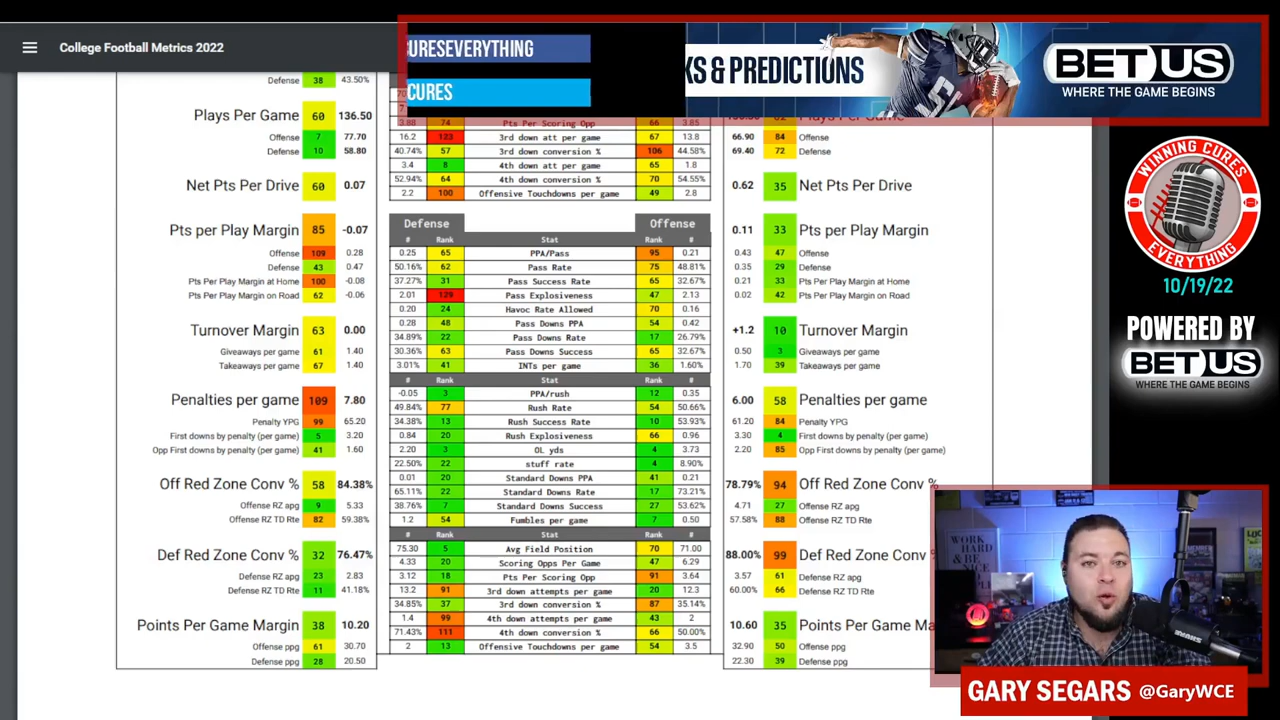 College Football Metrics 2022
URESEVERYTHING
CURES
KS & PREDICTIONS
BETUS
WHERE THE GAME BEGINS
WINNING CURES
EVERYTHING
10/19/22
POWERED BY
BETUS
WHERE THE GAME BEGINS
Defense 38 43.50%
Plays Per Game 60 136.50
Offense 7 77.70
Defense 10 58.80
Net Pts Per Drive 60 0.07
Pts per Play Margin 85 -0.07
Offense 109 0.28
Defense 43 0.47
Pts Per Play Margin at Home 100 -0.08
Pts Per Play Margin on Road 62 -0.06
Turnover Margin 63 0.00
Giveaways per game 61 1.40
Takeaways per game 67 1.40
Penalties per game 109 7.80
Penalty YPG 99 65.20
First downs by penalty (per game) 5 3.20
Opp First downs by penalty (per game) 41 1.60
Off Red Zone Conv % 58 84.38%
Offense RZ apg 9 5.33
Offense RZ TD Rte 82 59.38%
Def Red Zone Conv % 32 76.47%
Defense RZ apg 23 2.83
Defense RZ TD Rte 11 41.18%
Points Per Game Margin 38 10.20
Offense ppg 61 30.70
Defense ppg 28 20.50
3.88 74 Pts Per Scoring Opp 66 3.85
16.2 123 3rd down att per game 67 13.8
40.74% 57 3rd down conversion % 106 44.58%
3.4 8 4th down att per game 65 1.8
52.94% 64 4th down conversion % 70 54.55%
2.2 100 Offensive Touchdowns per game 49 2.8
Defense Offense
# Rank Stat Rank #
0.25 65 PPA/Pass 95 0.21
50.16% 62 Pass Rate 75 48.81%
37.27% 31 Pass Success Rate 65 32.67%
2.01 129 Pass Explosiveness 47 2.13
0.20 24 Havoc Rate Allowed 70 0.16
0.28 48 Pass Downs PPA 54 0.42
34.89% 22 Pass Downs Rate 17 26.79%
30.36% 63 Pass Downs Success 65 32.67%
3.01% 41 INTs per game 36 1.60%
# Rank Stat Rank #
-0.05 3 PPA/rush 12 0.35
49.84% 77 Rush Rate 54 50.66%
34.38% 13 Rush Success Rate 10 53.93%
0.84 20 Rush Explosiveness 66 0.96
2.20 3 OL yds 4 3.73
22.50% 22 stuff rate 4 8.90%
0.01 20 Standard Downs PPA 41 0.21
65.11% 22 Standard Downs Rate 17 73.21%
38.76% 7 Standard Downs Success 27 53.62%
1.2 54 Fumbles per game 7 0.50
# Rank Stat Rank #
75.30 5 Avg Field Position 70 71.00
4.33 20 Scoring Opps Per Game 47 6.29
3.12 18 Pts Per Scoring Opp 91 3.64
13.2 91 3rd down attempts per game 20 12.3
34.85% 37 3rd down conversion % 87 35.14%
1.4 99 4th down attempts per game 43 2
71.43% 111 4th down conversion % 66 50.00%
2 13 Offensive Touchdowns per game 54 3.5
66.90 84 Offense
69.40 72 Defense
0.62 35 Net Pts Per Drive
0.11 33 Pts per Play Margin
0.43 47 Offense
0.35 29 Defense
0.21 33 Pts Per Play Margin at Home
0.02 42 Pts Per Play Margin on Road
+1.2 10 Turnover Margin
0.50 3 Giveaways per game
1.70 39 Takeaways per game
6.00 58 Penalties per game
61.20 84 Penalty YPG
3.30 4 First downs by penalty (per game)
2.20 85 Opp First downs by penalty (per game)
78.79% 94 Off Red Zone Conv %
4.71 27 Offense RZ apg
57.58% 88 Offense RZ TD Rte
88.00% 99 Def Red Zone Conv
3.57 61 Defense RZ apg
60.00% 66 Defense RZ TD Rte
10.60 35 Points Per Game Ma
32.90 50 Offense ppg
22.30 39 Defense ppg
WORK
HARD
& BE
GARY SEGARS @GaryWCE